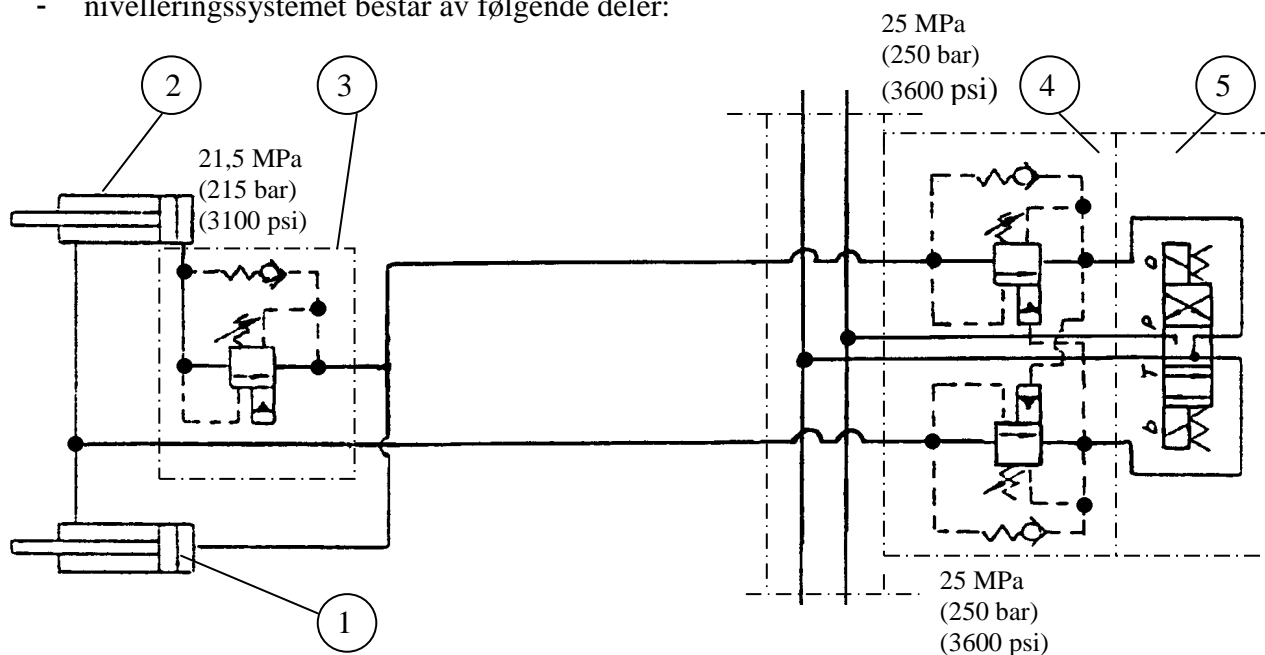 - nivelleringssystemet består av følgende deler:
25 MPa
(250 bar)
(3600 psi)
2
3
4
5
21,5 MPa
(215 bar)
(3100 psi)
a
P
T
b
1
25 MPa
(250 bar)
(3600 psi)